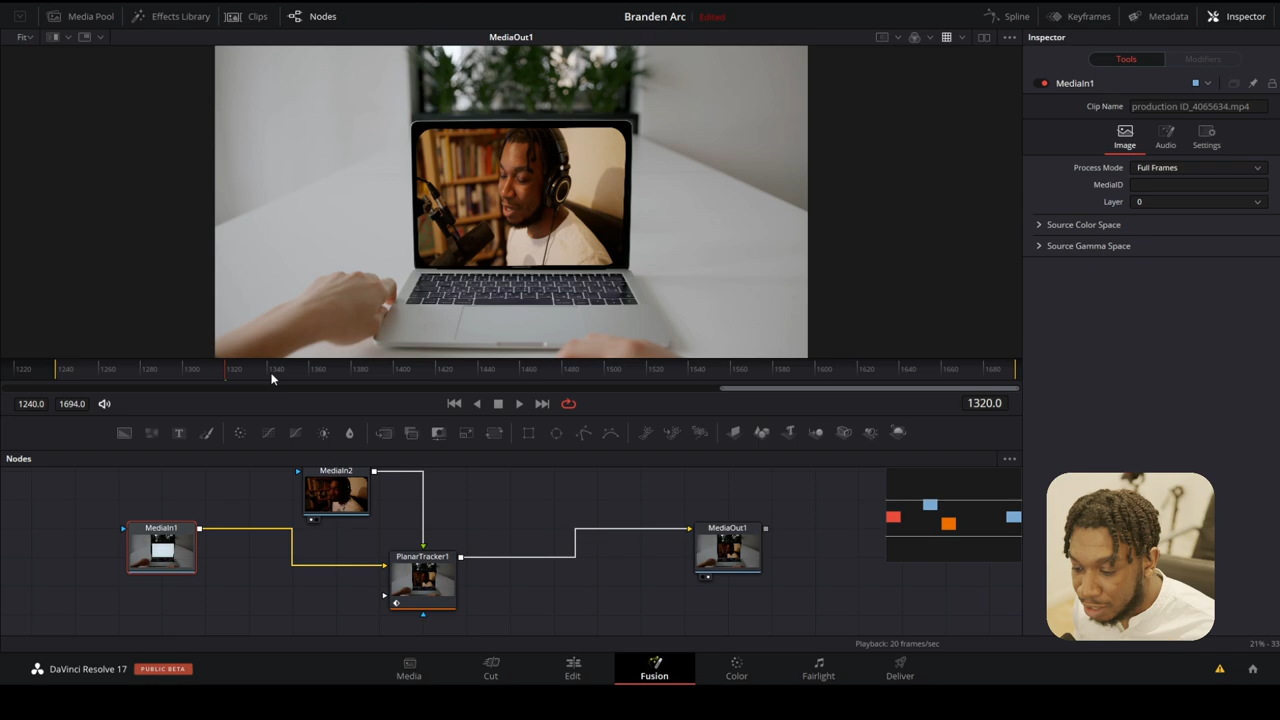 Media Pool Effects Library Clips Nodes Branden Arc Edited Spline Keyframes Metadata Inspector
Fit MediaOut1 Inspector
Tools Modifiers
MediaIn1
Clip Name production ID_4065634.mp4
Image Audio Settings
Process Mode Full Frames
MediaID
Layer 0
Source Color Space
Source Gamma Space
1220 1240 1260 1280 1300 1320 1340 1360 1380 1400 1420 1440 1460 1480 1500 1520 1540 1560 1580 1600 1620 1640 1660 1680
1240.0 1694.0 1320.0
Nodes
MediaIn2
MediaIn1
MediaOut1
PlanarTracker1
Playback: 20 frames/sec 21% - 33
DaVinci Resolve 17 PUBLIC BETA Media Cut Edit Fusion Color Fairlight Deliver